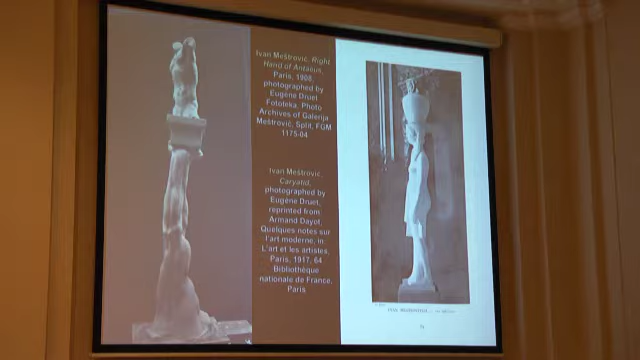 Ivan Meštrović, Right
Hand of Anzaeus,
Paris, 1908,
photographed by
Eugène Druet
Fototeka, Photo
Archives of Galerija
Meštrović, Split, FGM
1175-04
Ivan Meštrović,
Caryatid,
photographed by
Eugène Druet,
reprinted from
Armand Dayot,
Quelques notes sur
l'art moderne, in
L'art et les artistes,
Paris, 1917, 64
Bibliothèque
nationale de France,
Paris